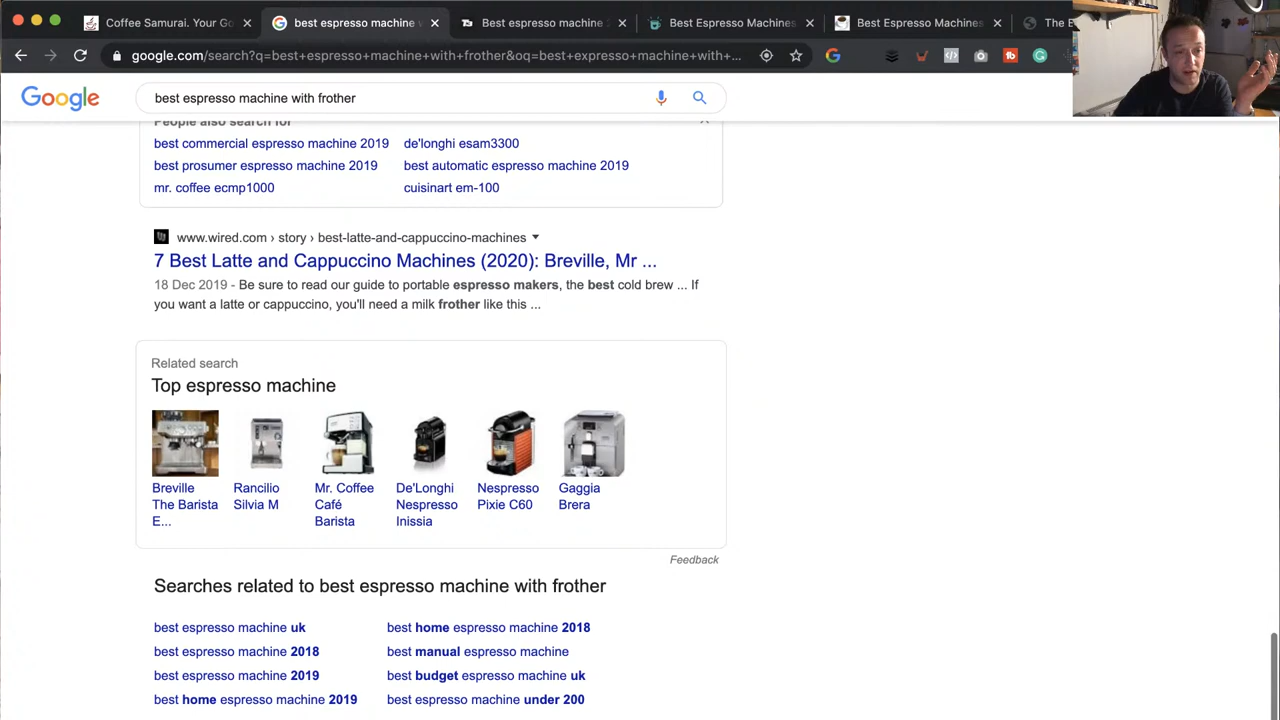 Coffee Samurai. Your Go
best espresso machine w
Best espresso machine
Best Espresso Machines
Best Espresso Machines
The B
google.com/search?q=best+espresso+machine+with+frother&oq=best+expresso+machine+with+...
Google
best espresso machine with frother
People also search for
best commercial espresso machine 2019
de'longhi esam3300
best prosumer espresso machine 2019
best automatic espresso machine 2019
mr. coffee ecmp1000
cuisinart em-100
www.wired.com › story › best-latte-and-cappuccino-machines
7 Best Latte and Cappuccino Machines (2020): Breville, Mr ...
18 Dec 2019 - Be sure to read our guide to portable espresso makers, the best cold brew ... If
you want a latte or cappuccino, you'll need a milk frother like this ...
Related search
Top espresso machine
Breville
The Barista
E...
Rancilio
Silvia M
Mr. Coffee
Café
Barista
De'Longhi
Nespresso
Inissia
Nespresso
Pixie C60
Gaggia
Brera
Feedback
Searches related to best espresso machine with frother
best espresso machine uk
best home espresso machine 2018
best espresso machine 2018
best manual espresso machine
best espresso machine 2019
best budget espresso machine uk
best home espresso machine 2019
best espresso machine under 200